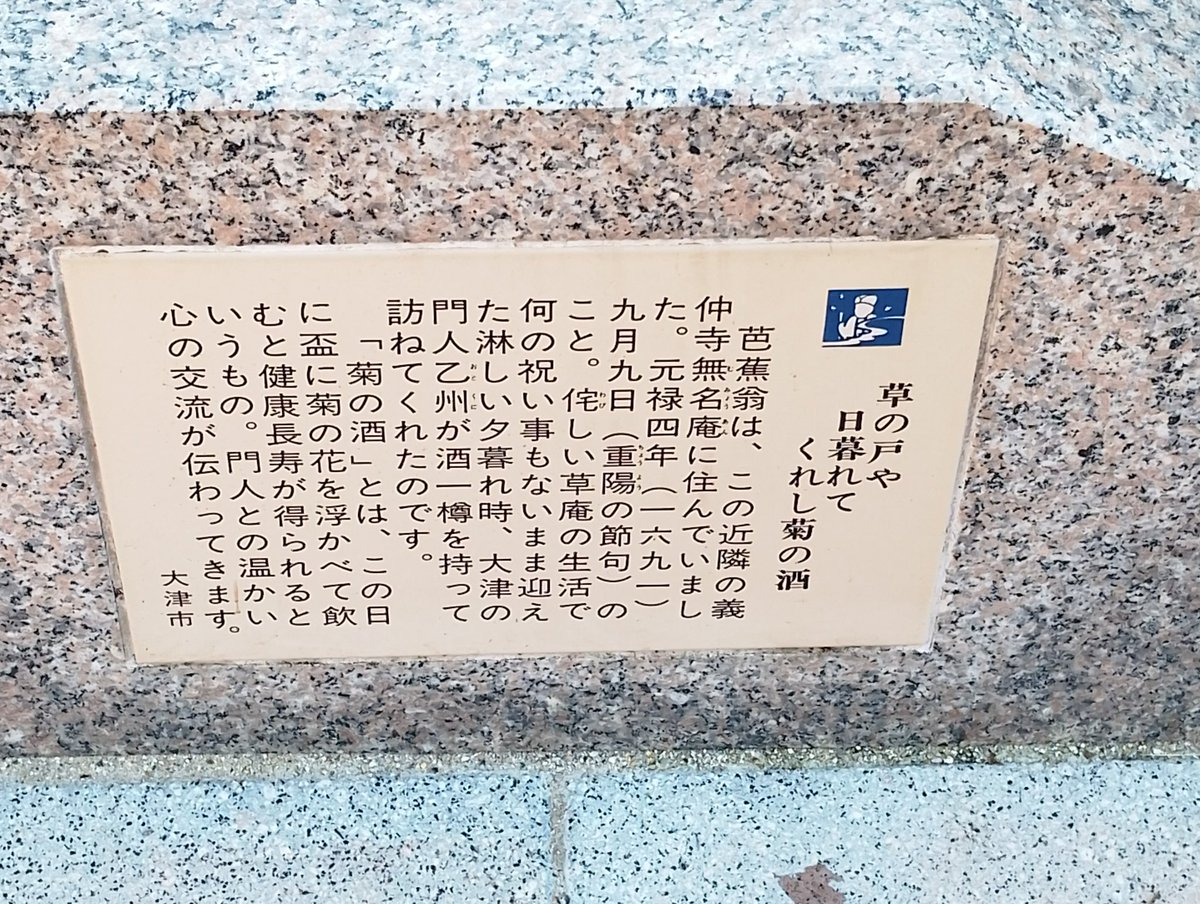 草の戸や
日暮れて
くれし菊の酒
芭蕉翁は、この近隣の義
仲寺無名庵に住んでいまし
た。元禄四年（一六九一）
九月九日（重陽の節句）の
こと。侘しい草庵の生活で
何の祝い事もないまま迎え
た淋しい夕暮れ時、大津の
門人乙州が酒一樽を持って
訪ねてくれたのです。
「菊の酒」とは、この日
に盃に菊の花を浮かべて飲
むと健康長寿が得られると
いうもの。門人との温かい
心の交流が伝わってきます。
大津市